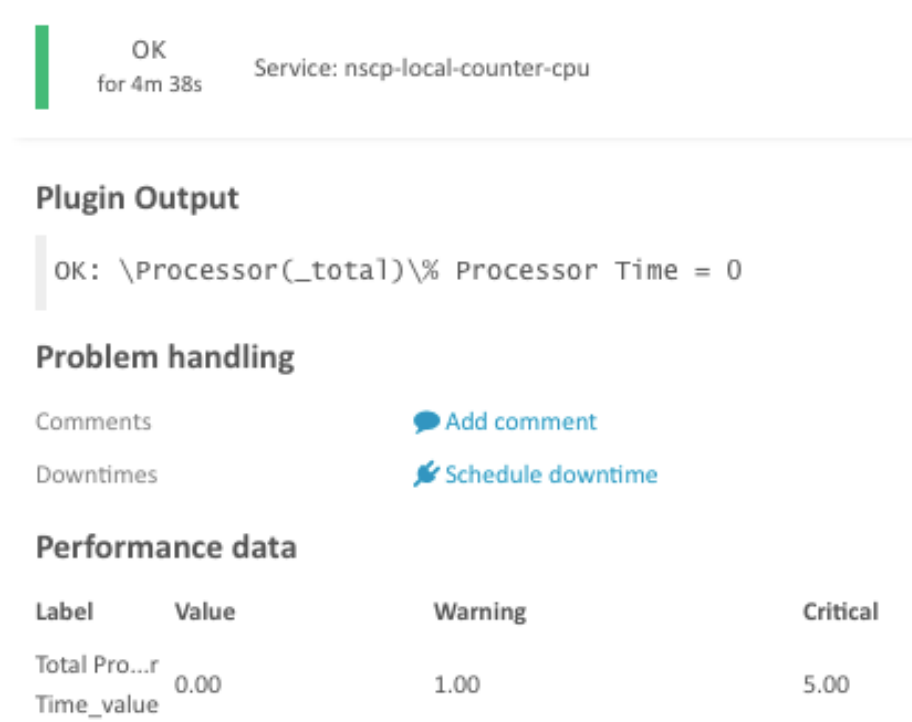 OK
for 4m 38s
Service: nscp-local-counter-cpu
Plugin Output
OK: \Processor(_total)\% Processor Time = 0
Problem handling
Comments
Add comment
Downtimes
Schedule downtime
Performance data
Label Value Warning Critical
Total Pro...r
Time_value
0.00 1.00 5.00